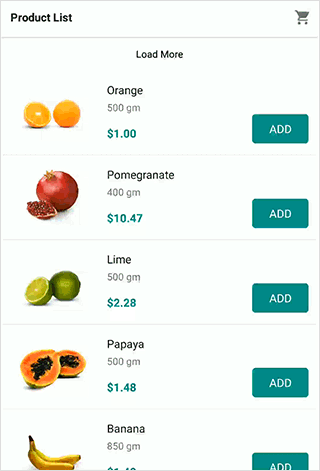 Product List
Load More
Orange
500 gm
$1.00
ADD
Pomegranate
400 gm
$10.47
ADD
Lime
500 gm
$2.28
ADD
Papaya
500 gm
$1.48
ADD
Banana
850 gm
ADD